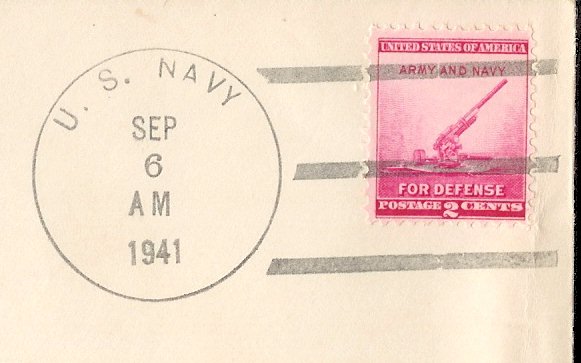 U. S. NAVY
SEP
6
AM
1941
UNITED STATES OF AMERICA
ARMY AND NAVY
FOR DEFENSE
POSTAGE 2 CENTS